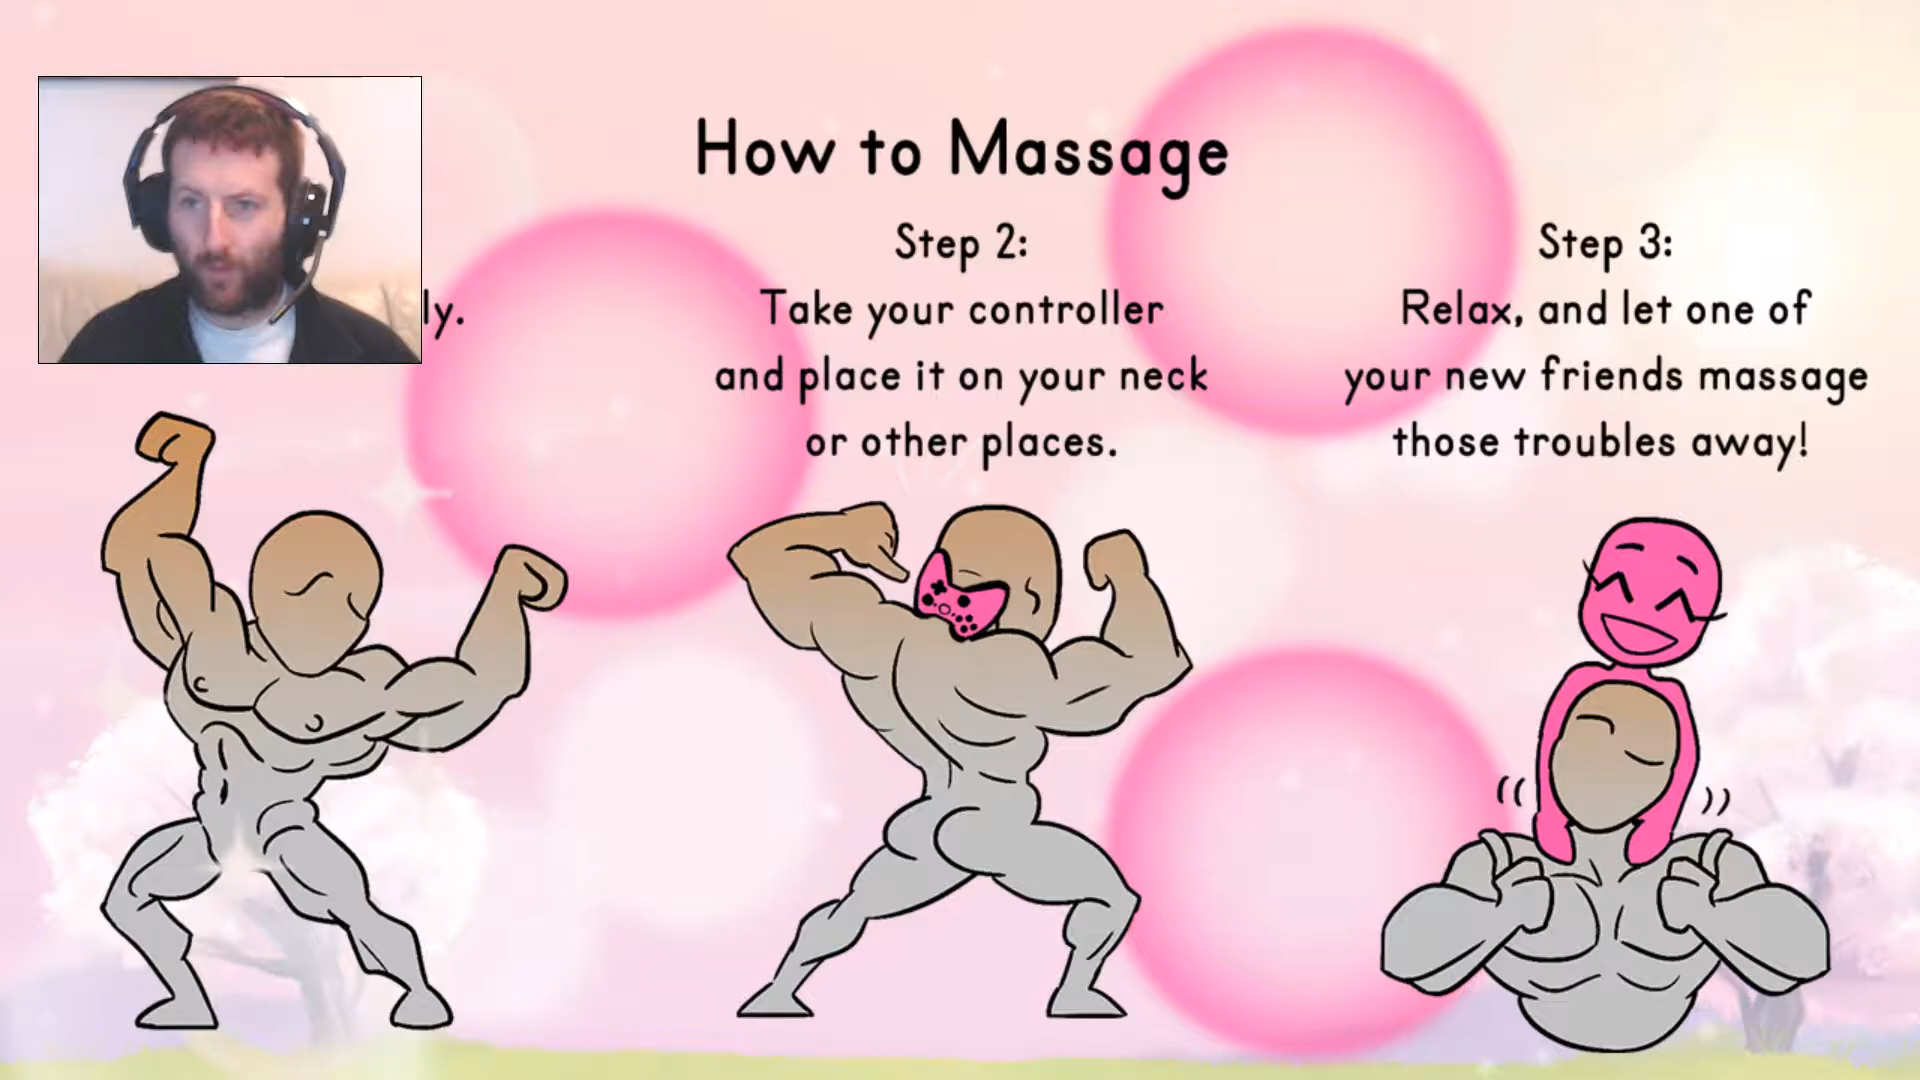 How to Massage
ly.
Step 2:
Take your controller
and place it on your neck
or other places.
Step 3:
Relax, and let one of
your new friends massage
those troubles away!